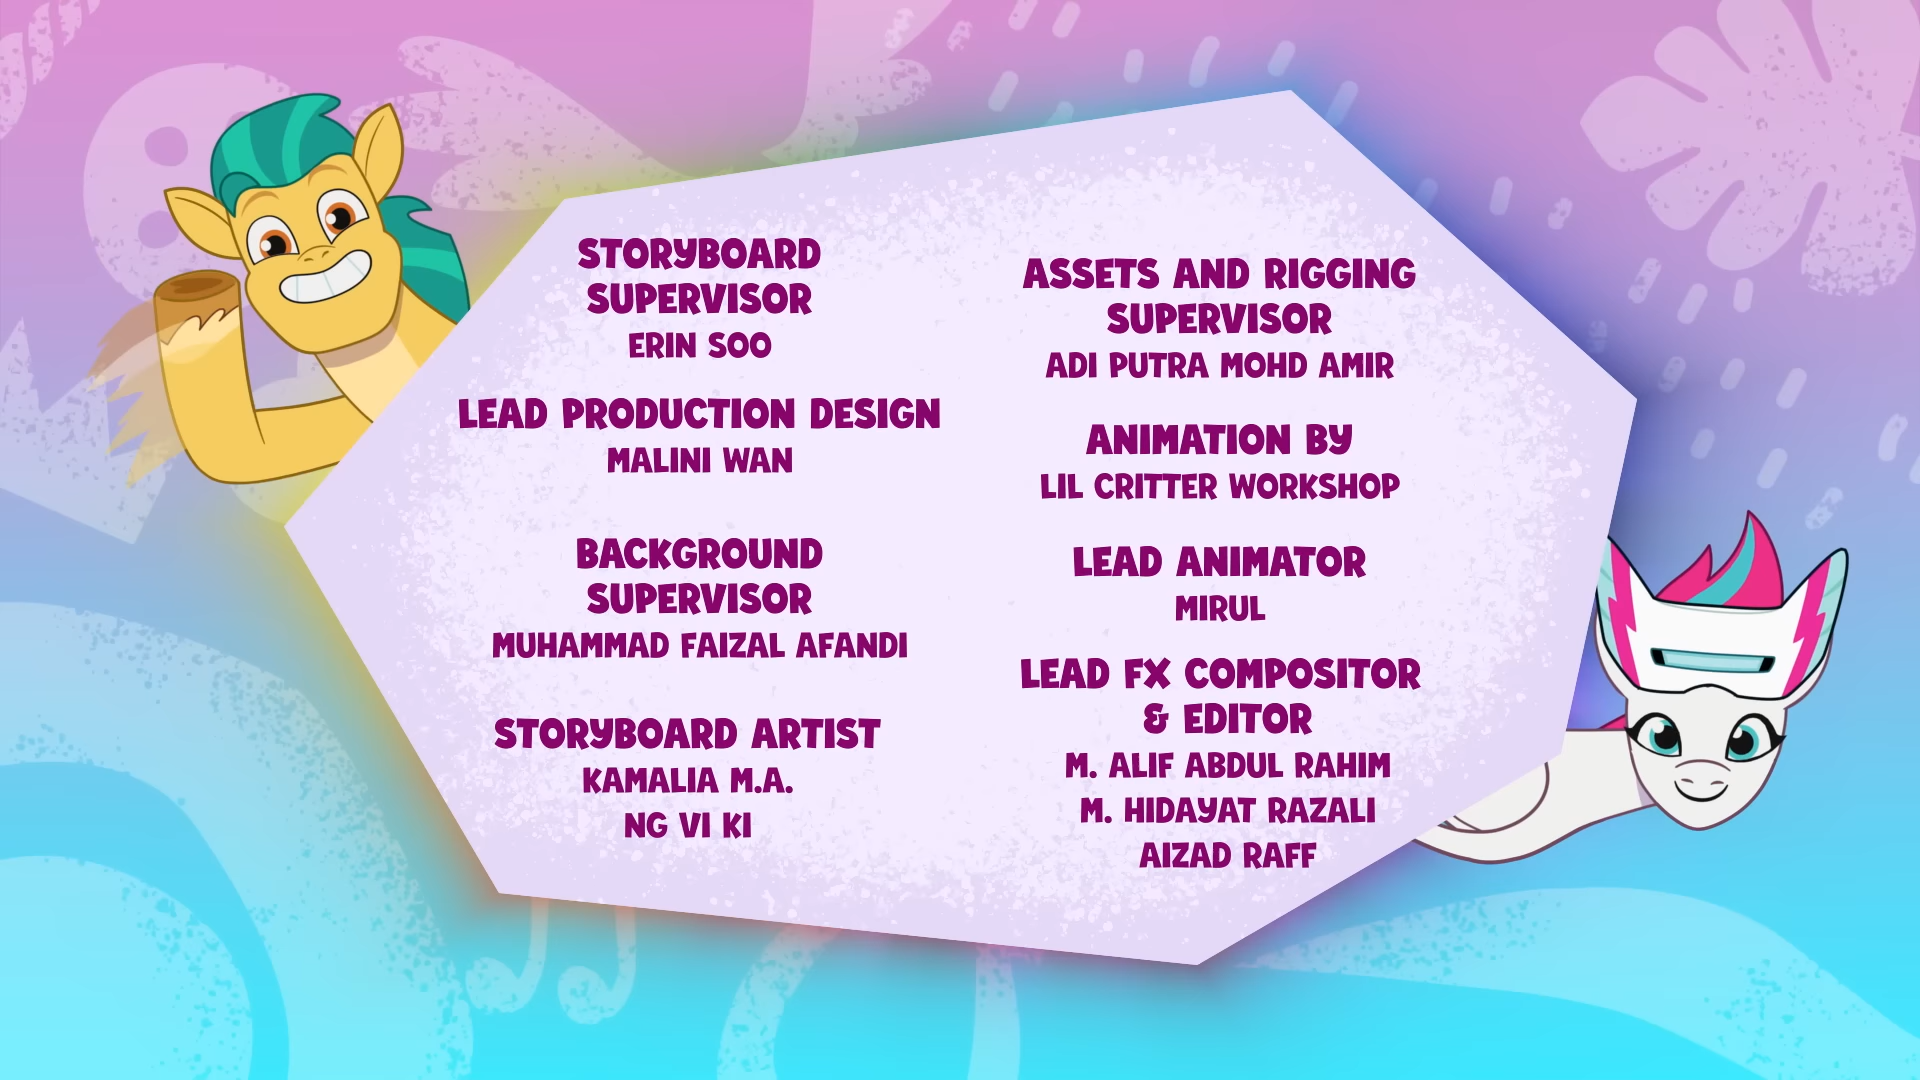 STORYBOARD
SUPERVISOR
ERIN SOO
LEAD PRODUCTION DESIGN
MALINI WAN
BACKGROUND
SUPERVISOR
MUHAMMAD FAIZAL AFANDI
STORYBOARD ARTIST
KAMALIA M.A.
NG VI KI
ASSETS AND RIGGING
SUPERVISOR
ADI PUTRA MOHD AMIR
ANIMATION BY
LIL CRITTER WORKSHOP
LEAD ANIMATOR
MIRUL
LEAD FX COMPOSITOR
& EDITOR
M. ALIF ABDUL RAHIM
M. HIDAYAT RAZALI
AIZAD RAFF